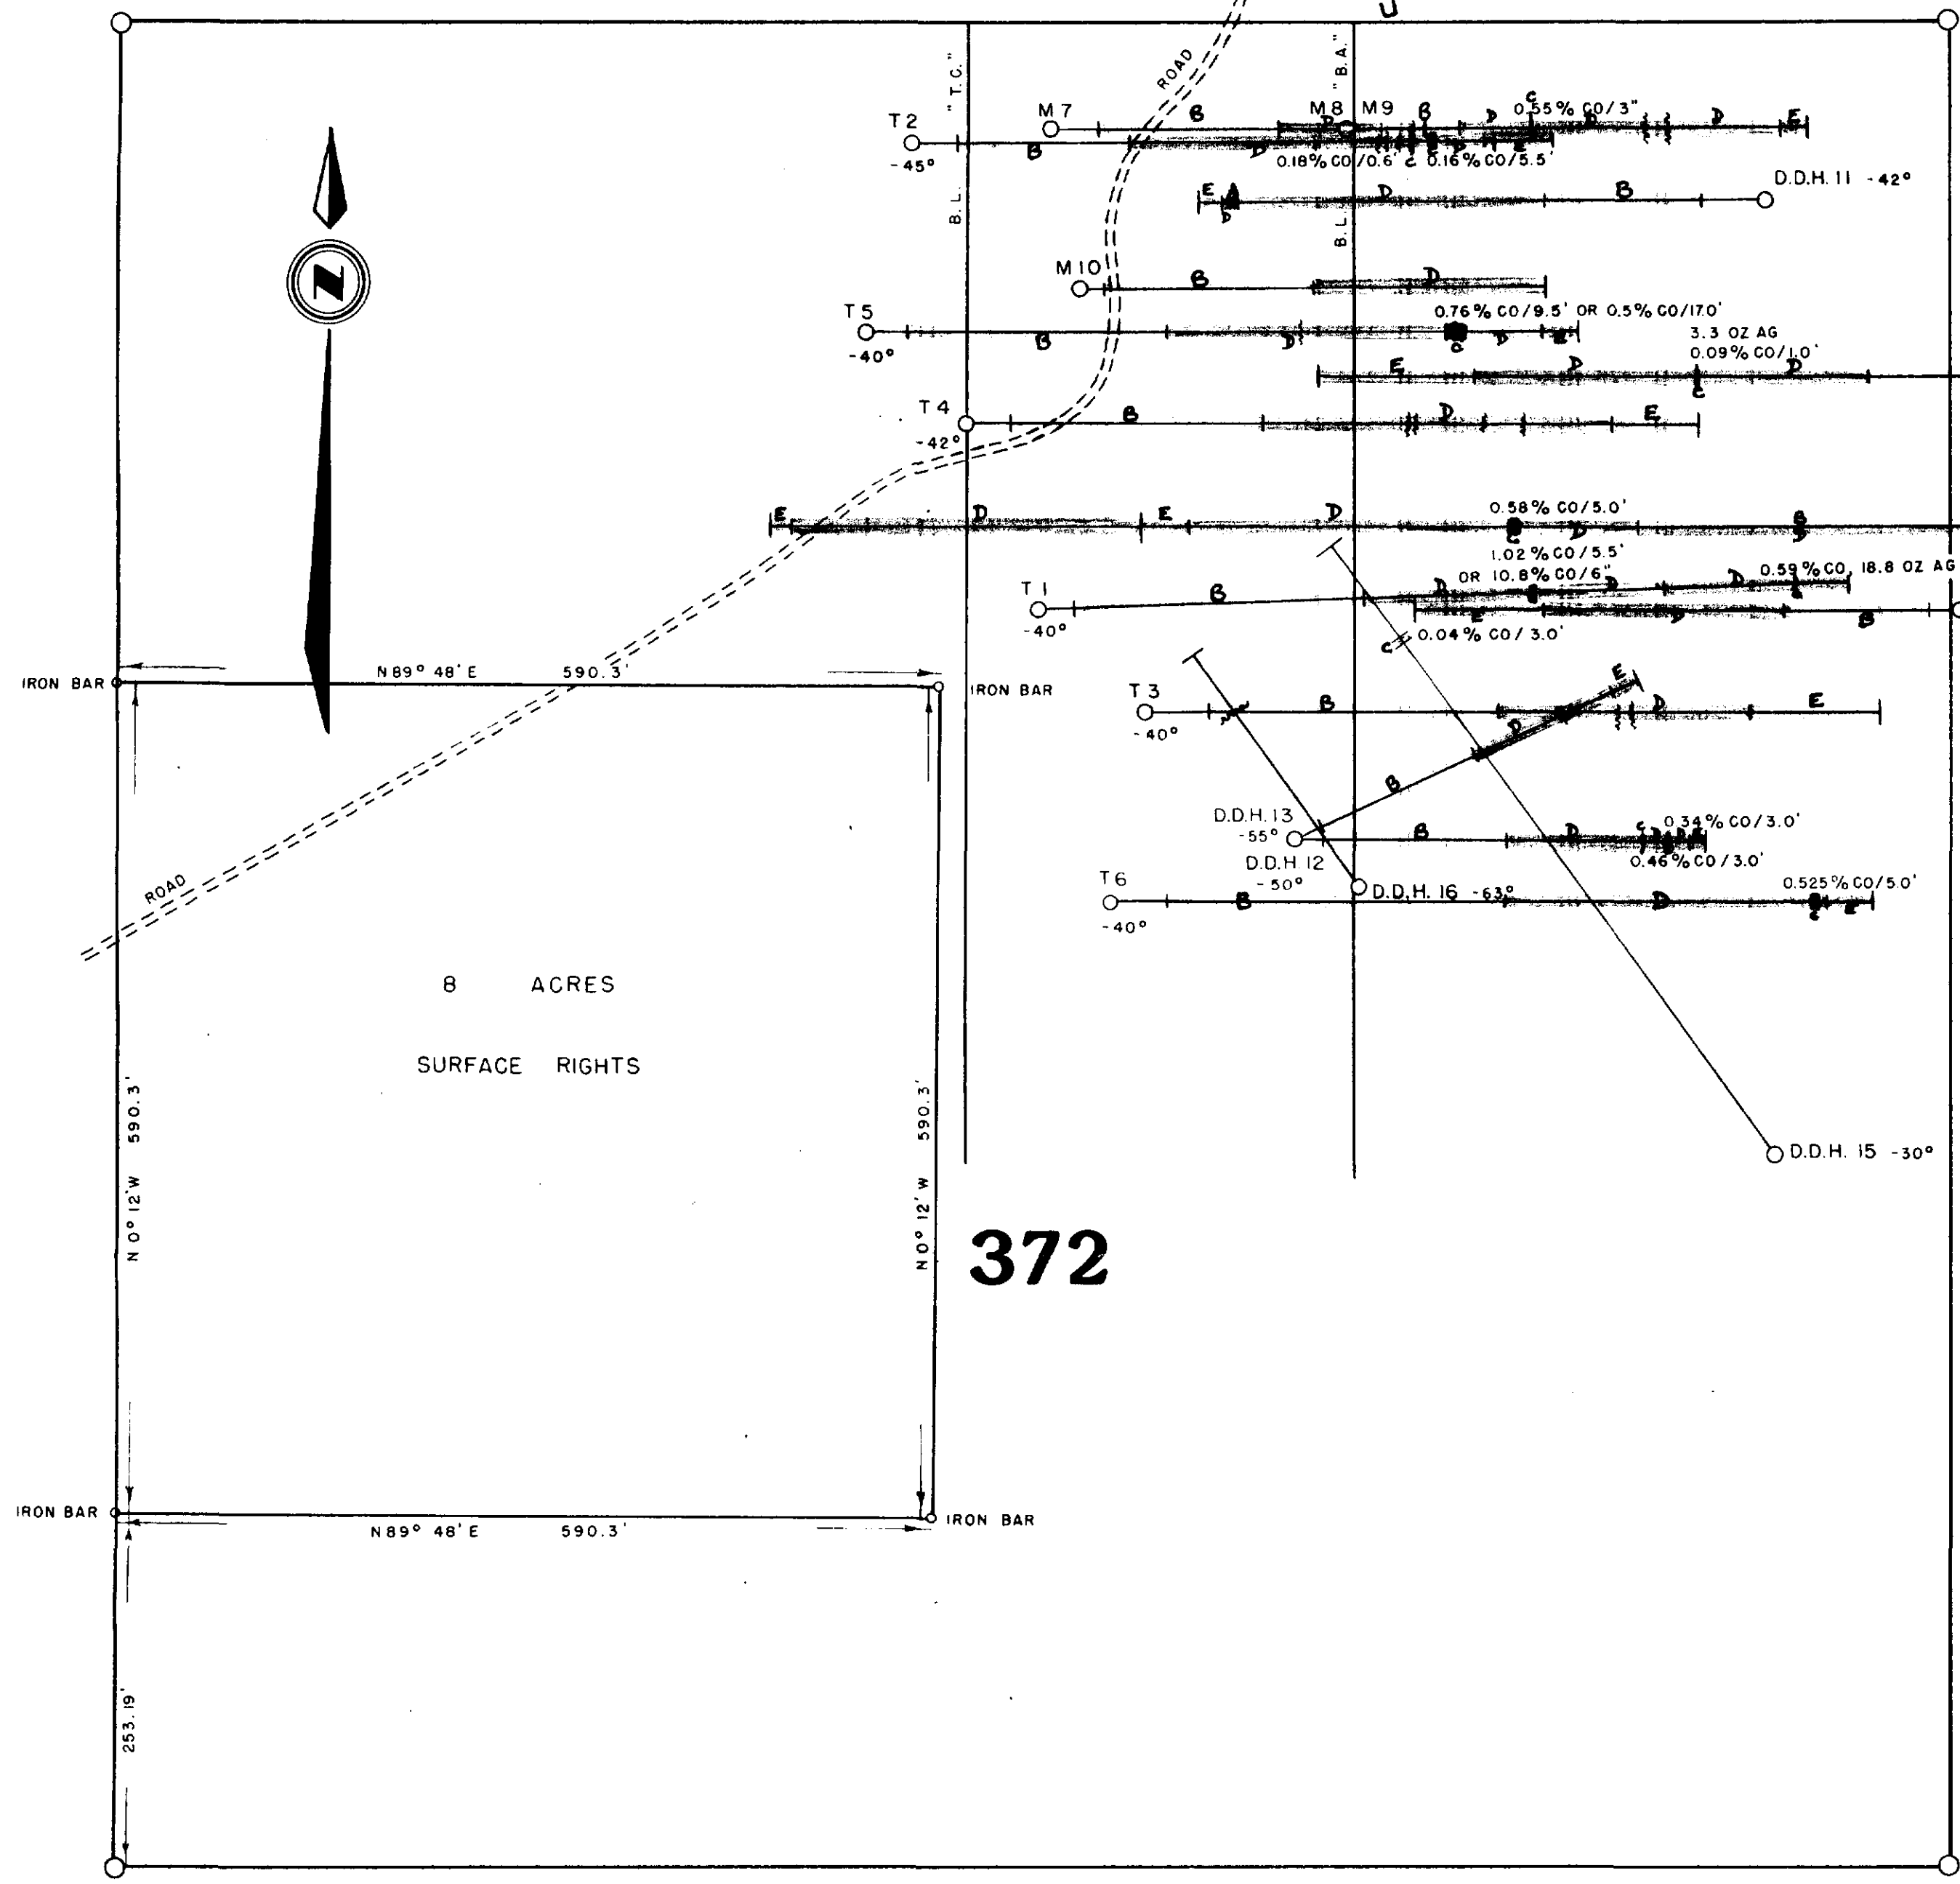 U
"T.C."
B.L.
ROAD
"B.A."
B.L.
T2
-45°
M7
B
B
D
M8
M9
B
C
0.55% CO/3"
D
D
E
D
0.18% CO/0.6'
C
0.16% CO/5.5'
E
A
D
D
B
D.D.H. 11 -42°
M10
B
D
T5
-40°
B
D
0.76% CO/9.5' OR 0.5% CO/17.0'
C
D
3.3 OZ AG
0.09% CO/1.0'
E
D
C
D
T4
-42°
B
D
E
E
D
E
D
0.58% CO/5.0'
C
D
B
D
1.02% CO/5.5'
OR 10.8% CO/6"
0.59% CO, 18.8 OZ AG
T1
-40°
B
D
D
D
E
D
B
C
0.04% CO/3.0'
IRON BAR
N89° 48' E 590.3'
IRON BAR
T3
-40°
B
D
E
E
D
B
D.D.H. 13
-55°
D.D.H. 12
-50°
B
D
C
0.34% CO/3.0'
0.46% CO/3.0'
D.D.H. 16 -63°
T6
-40°
B
D
0.525% CO/5.0'
C
E
ROAD
8 ACRES
SURFACE RIGHTS
N 0° 12' W 590.3'
N 0° 12' W 590.3'
D.D.H. 15 -30°
372
IRON BAR
N89° 48' E 590.3'
IRON BAR
253.19'
N